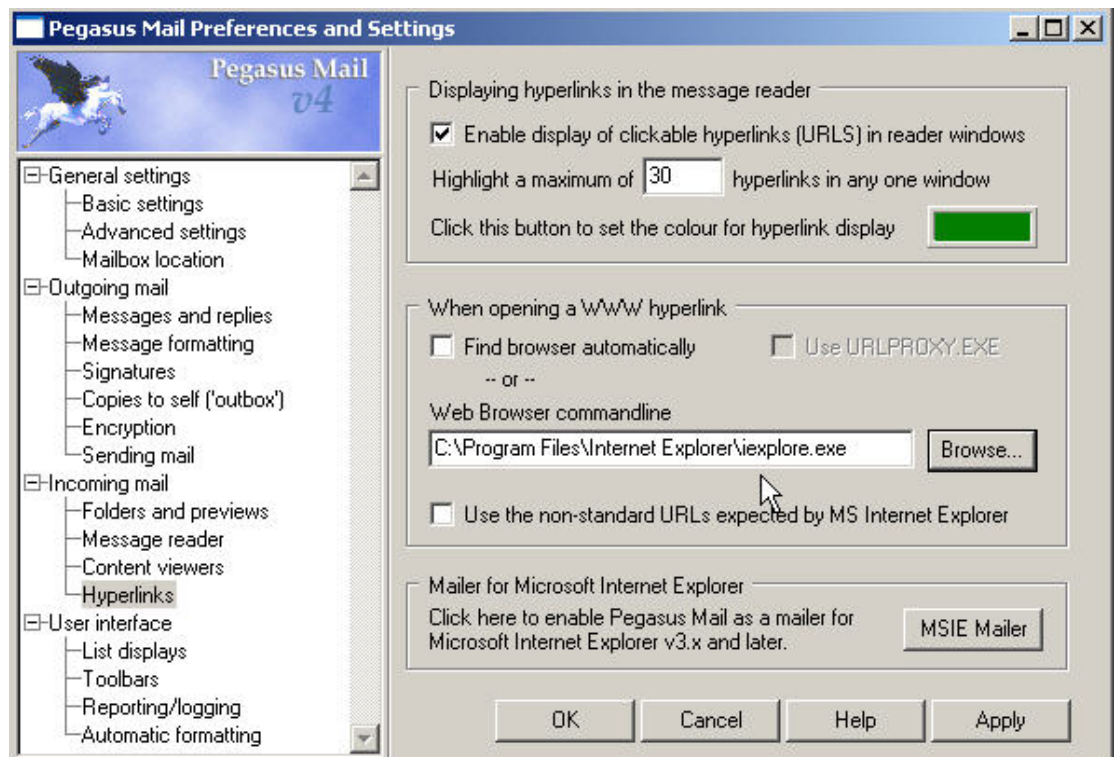 Pegasus Mail Preferences and Settings
Pegasus Mail
v4
General settings
Basic settings
Advanced settings
Mailbox location
Outgoing mail
Messages and replies
Message formatting
Signatures
Copies to self ('outbox')
Encryption
Sending mail
Incoming mail
Folders and previews
Message reader
Content viewers
Hyperlinks
User interface
List displays
Toolbars
Reporting/logging
Automatic formatting
Displaying hyperlinks in the message reader
Enable display of clickable hyperlinks (URLS) in reader windows
Highlight a maximum of 30 hyperlinks in any one window
Click this button to set the colour for hyperlink display
When opening a WWW hyperlink
Find browser automatically Use URLPROXY.EXE
-- or --
Web Browser commandline
C:\Program Files\Internet Explorer\iexplore.exe Browse...
Use the non-standard URLs expected by MS Internet Explorer
Mailer for Microsoft Internet Explorer
Click here to enable Pegasus Mail as a mailer for
Microsoft Internet Explorer v3.x and later.
MSIE Mailer
OK Cancel Help Apply